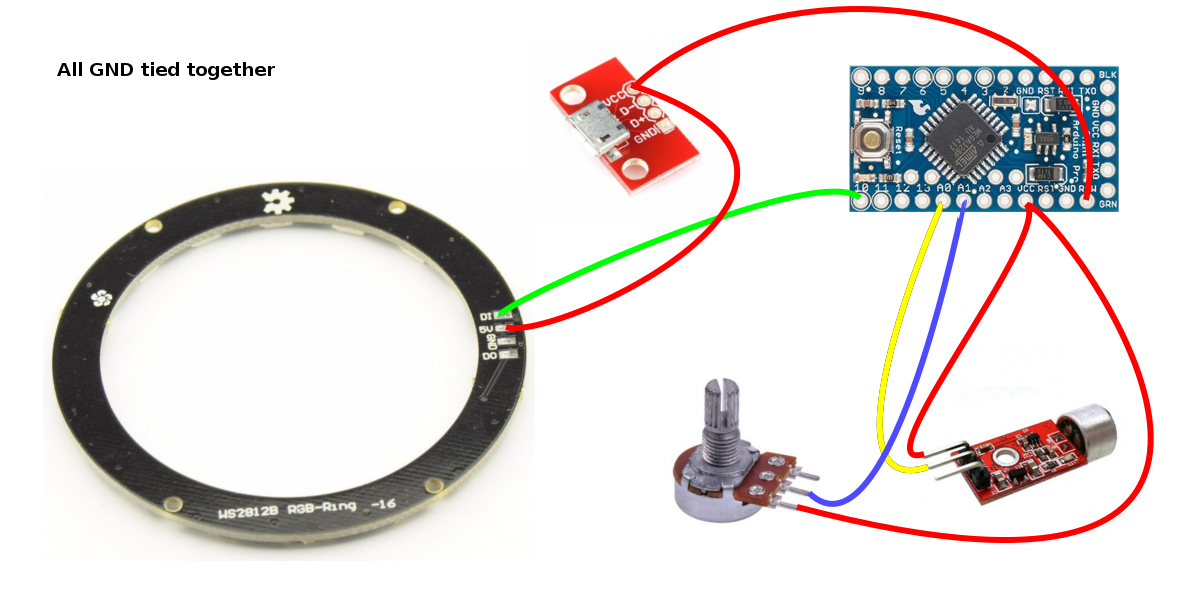 All GND tied together
VCC
D-
D+
GND
BLK
9 8 7 6 5 4 3 2 GND RST RXI TXO
GND
VCC
RXI
TXO
GRN
Reset
Arduino Pro
10 11 12 13 A0 A1 A2 A3 VCC RST GND RAW
DI
5V
GND
DO
WS2812B RGB-Ring -16